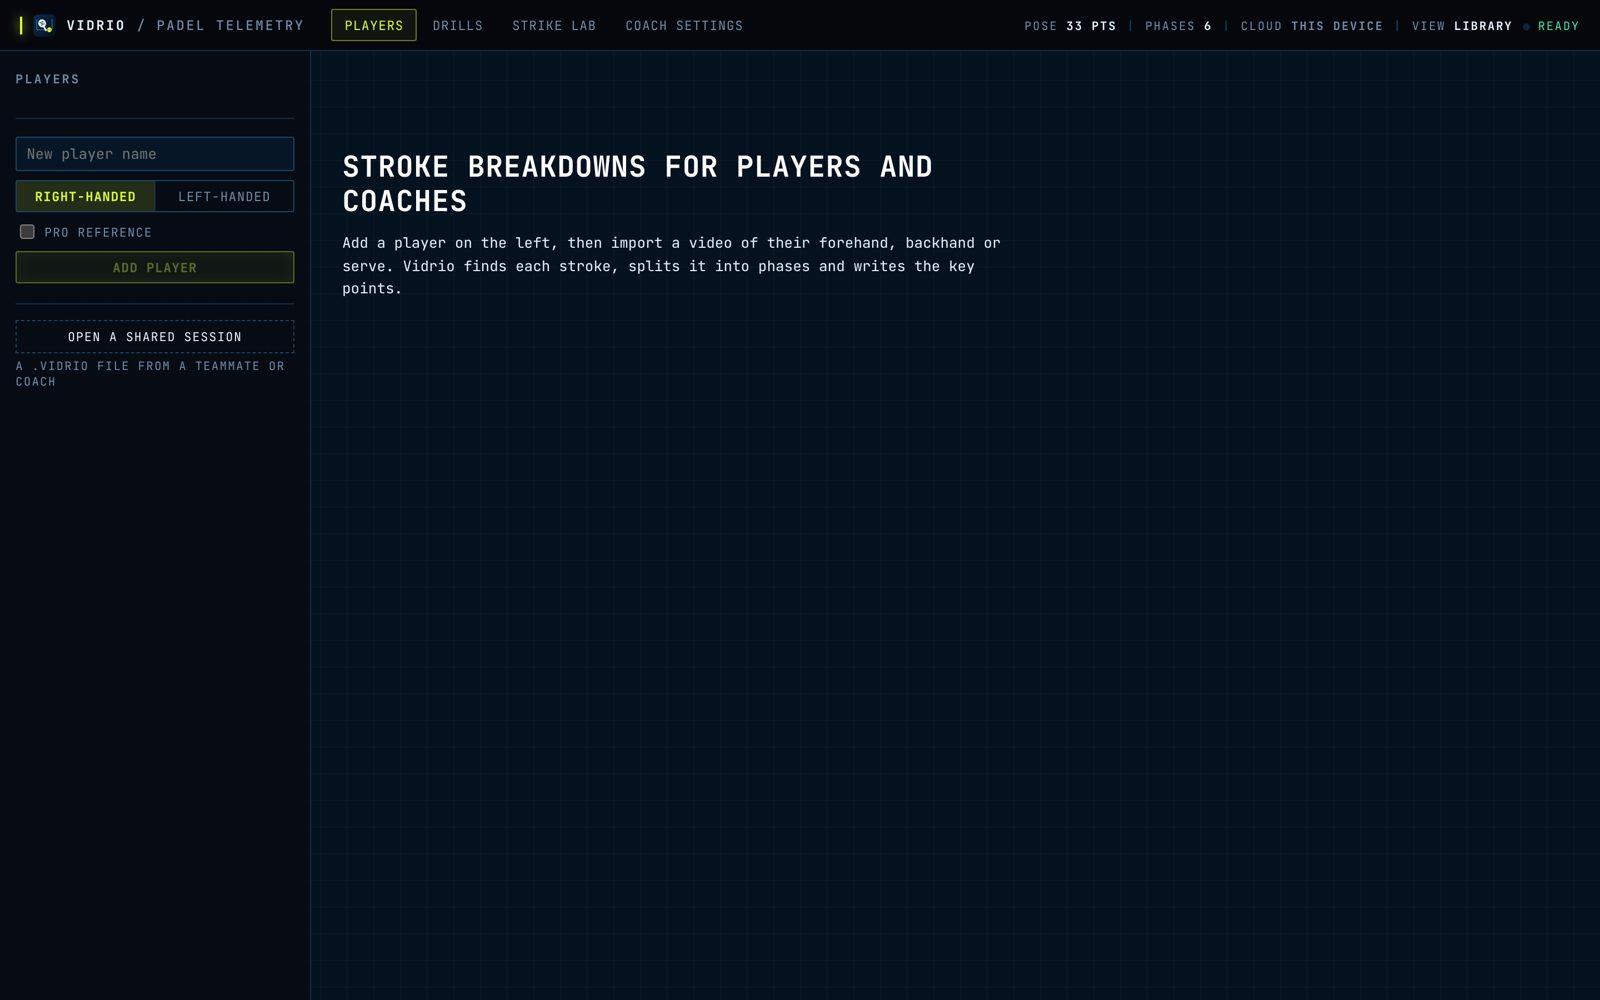 VIDRIO / PADEL TELEMETRY PLAYERS DRILLS STRIKE LAB COACH SETTINGS POSE 33 PTS PHASES 6 CLOUD THIS DEVICE VIEW LIBRARY READY
PLAYERS
New player name
RIGHT-HANDED LEFT-HANDED
PRO REFERENCE
ADD PLAYER
OPEN A SHARED SESSION
A .VIDRIO FILE FROM A TEAMMATE OR
COACH
STROKE BREAKDOWNS FOR PLAYERS AND
COACHES
Add a player on the left, then import a video of their forehand, backhand or
serve. Vidrio finds each stroke, splits it into phases and writes the key
points.